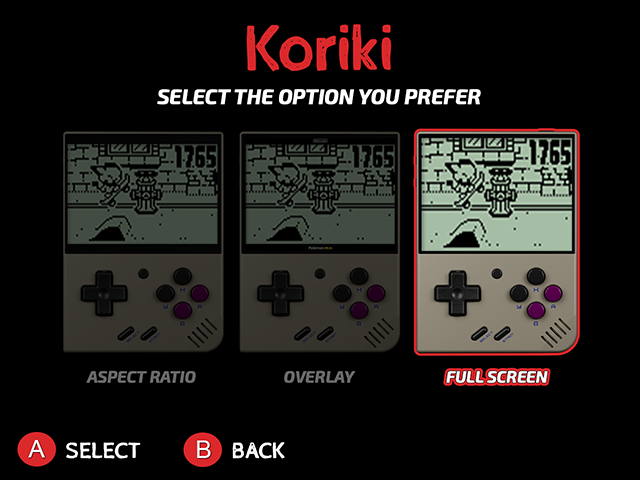 Koriki
SELECT THE OPTION YOU PREFER
1765
1765
1765
ASPECT RATIO
OVERLAY
FULL SCREEN
A SELECT
B BACK